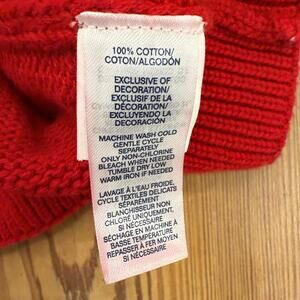 100% COTTON/
COTON/ALGODÓN
EXCLUSIVE OF
DECORATION/
EXCLUSIF DE LA
DÉCORATION/
EXCLUYENDO LA
DECORACIÓN
MACHINE WASH COLD
GENTLE CYCLE
SEPARATELY
ONLY NON-CHLORINE
BLEACH WHEN NEEDED
TUMBLE DRY LOW
WARM IRON IF NEEDED
LAVAGE À L'EAU FROIDE,
CYCLE TEXTILES DELICATS
SÉPARÉMENT
BLANCHISSEUR NON
CHLORÉ UNIQUEMENT,
SI NÉCESSAIRE
SÉCHAGE EN MACHINE À
BASSE TEMPÉRATURE
REPASSER À FER MOYEN
SI NÉCESSAIRE